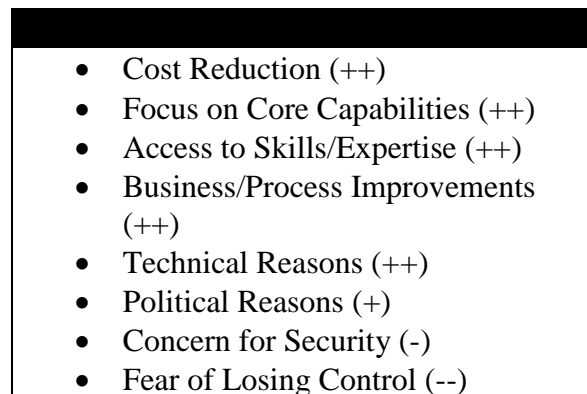 • Cost Reduction (++)
• Focus on Core Capabilities (++)
• Access to Skills/Expertise (++)
• Business/Process Improvements
(++)
• Technical Reasons (++)
• Political Reasons (+)
• Concern for Security (-)
• Fear of Losing Control (--)